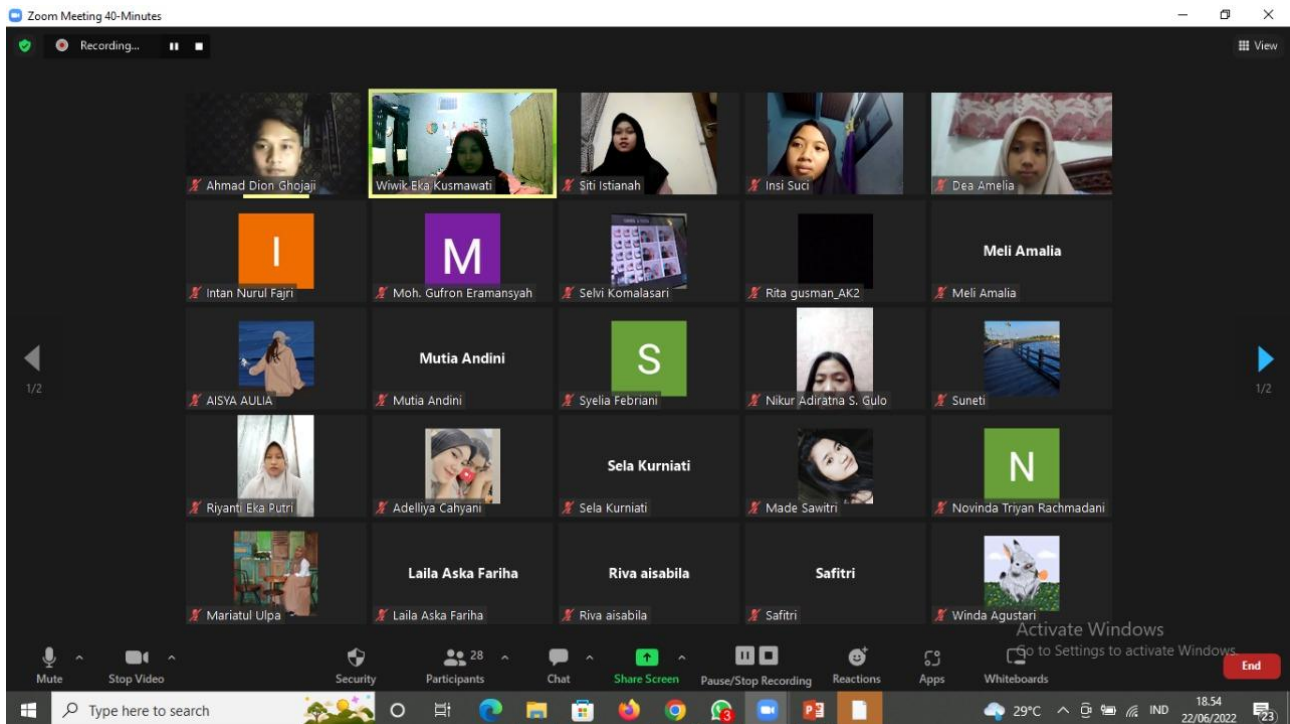 Zoom Meeting 40-Minutes
Recording...
View
Ahmad Dion Ghojaji
Wiwik Eka Kusmawati
Siti Istianah
Insi Suci
Dea Amelia
I
M
Meli Amalia
Intan Nurul Fajri
Moh. Gufron Eramansyah
Selvi Komalasari
Rita gusman_AK2
Meli Amalia
Mutia Andini
S
AISYA AULIA
Mutia Andini
Syelia Febriani
Nikur Adiratna S. Gulo
Suneti
1/2
1/2
Sela Kurniati
N
Riyanti Eka Putri
Adelliya Cahyani
Sela Kurniati
Made Sawitri
Novinda Triyan Rachmadani
Laila Aska Fariha
Riva aisabila
Safitri
Mariatul Ulpa
Laila Aska Fariha
Riva aisabila
Safitri
Winda Agustari
Activate Windows
Go to Settings to activate Windows.
Mute
Stop Video
Security
28
Participants
Chat
Share Screen
Pause/Stop Recording
Reactions
Apps
Whiteboards
End
Type here to search
3
29°C
IND
18.54
22/06/2022
23